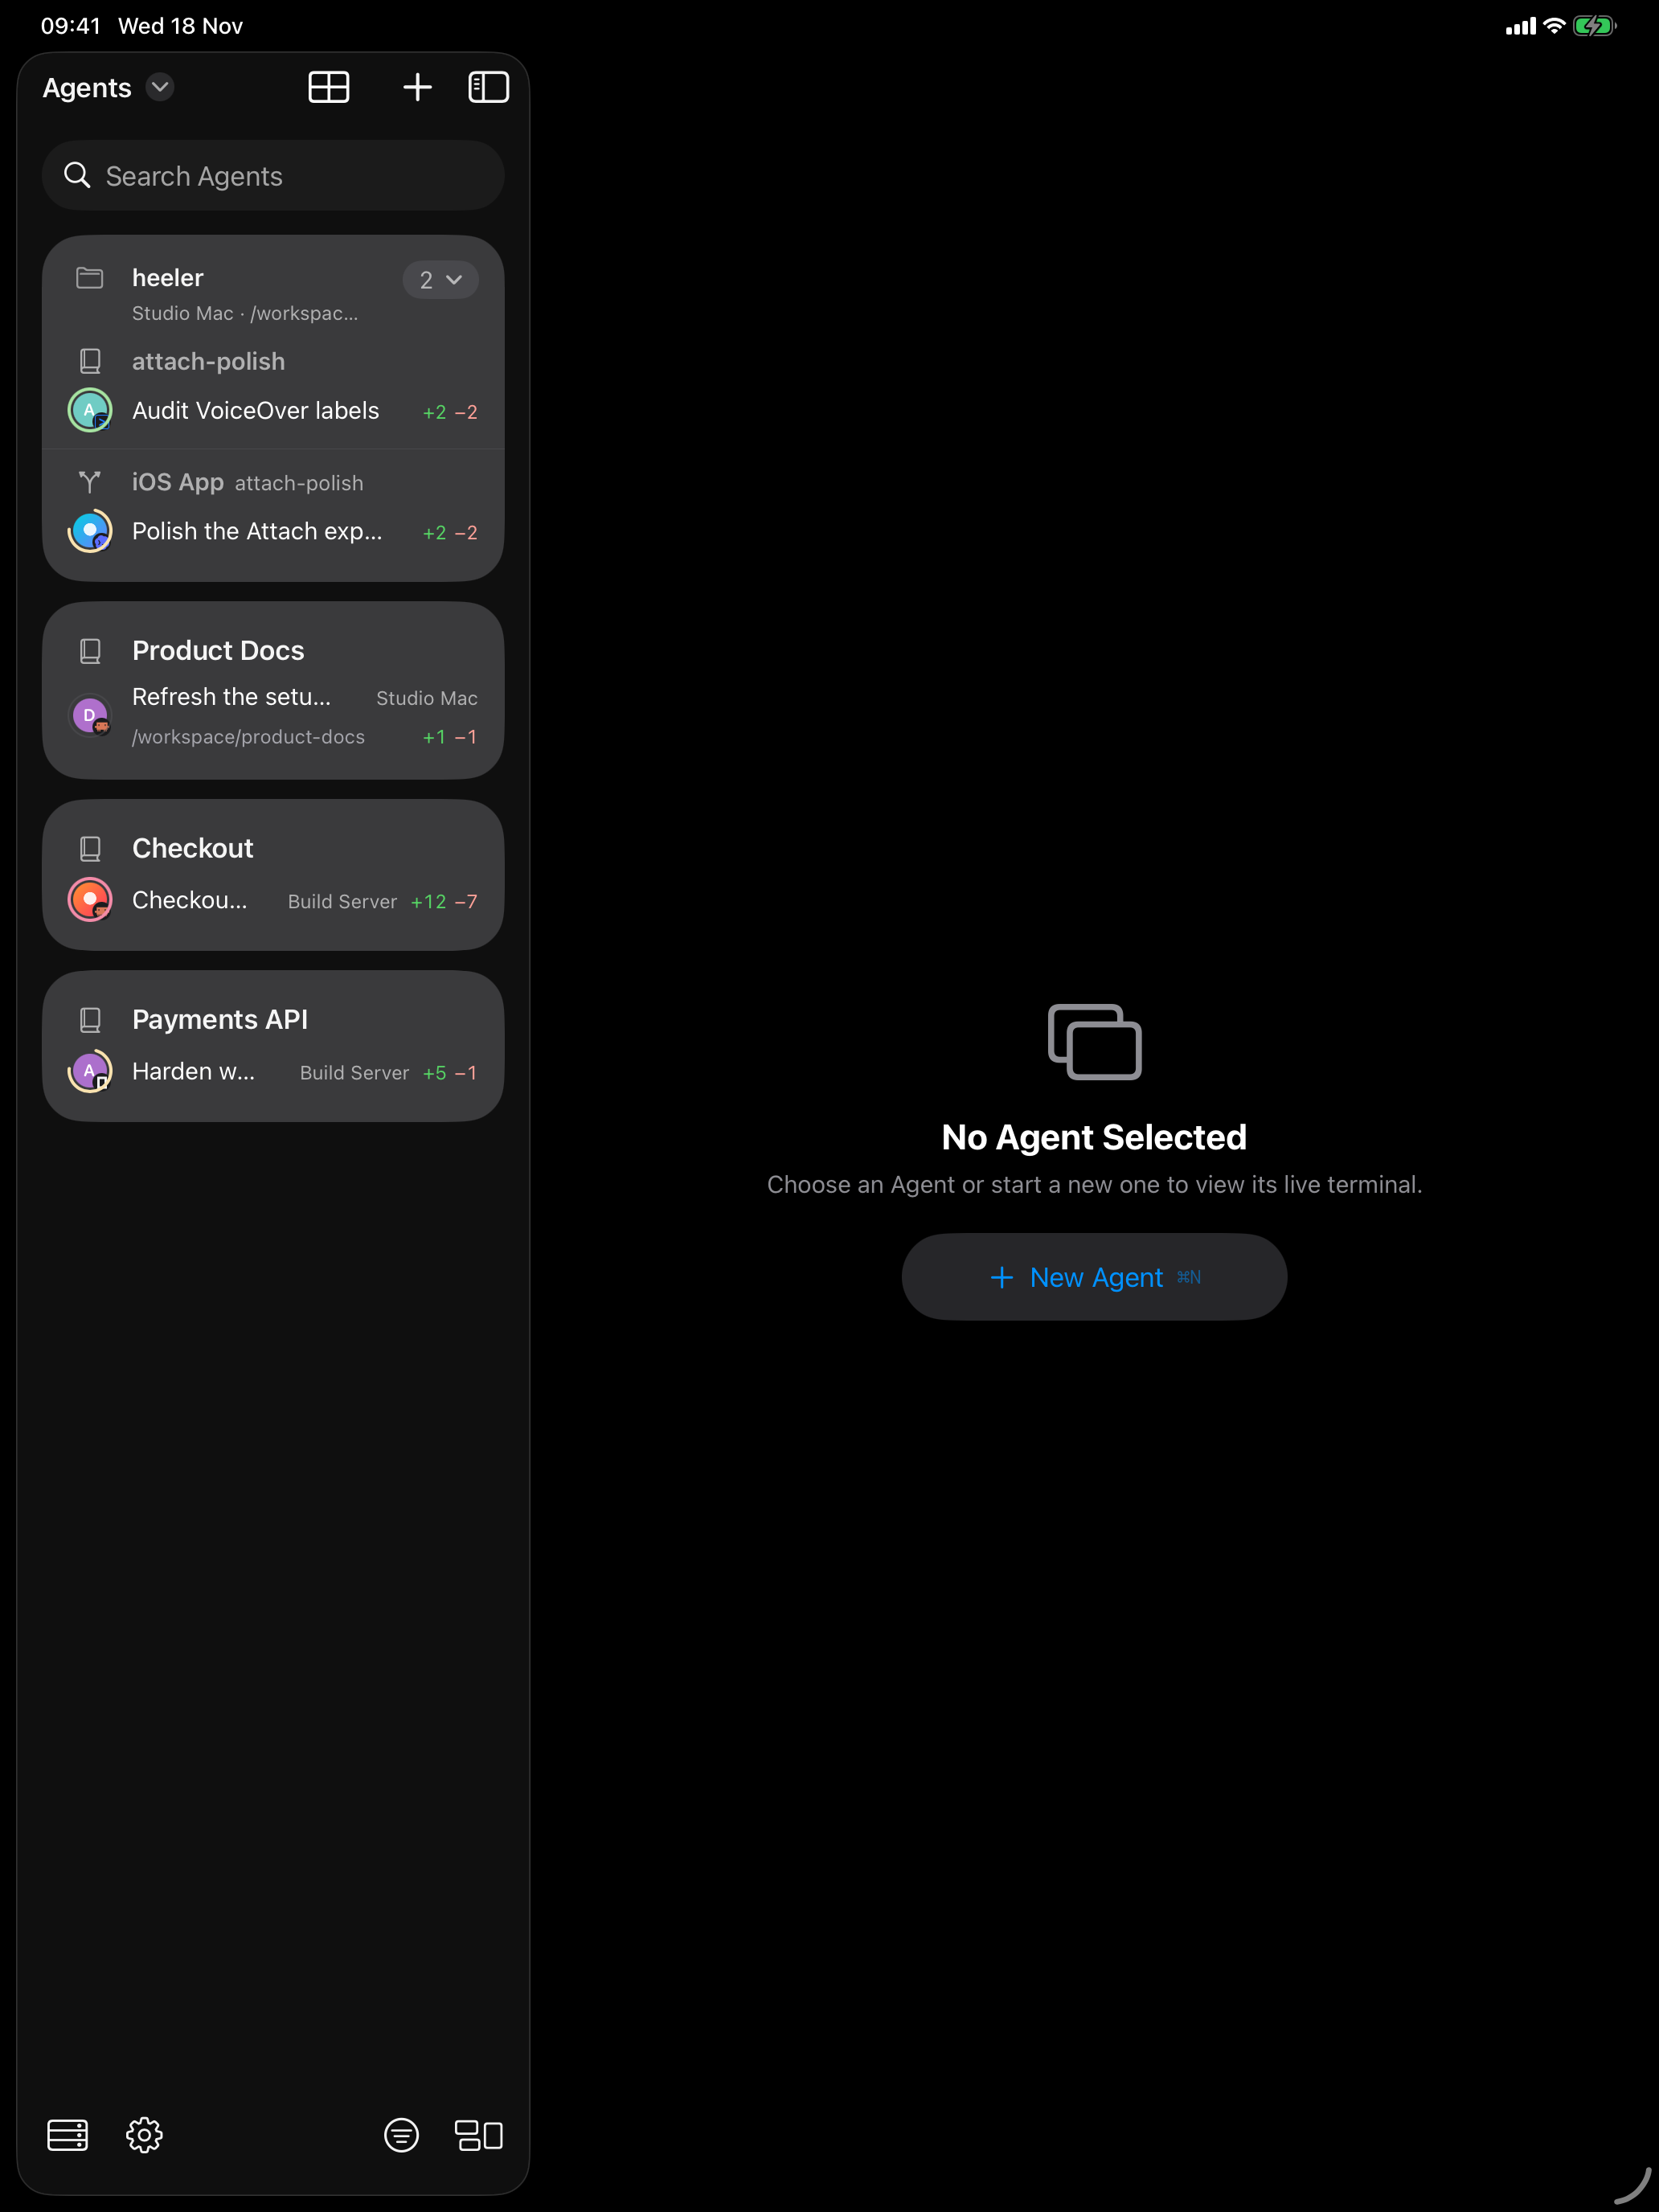 09:41 Wed 18 Nov
Agents
Search Agents
heeler
2
Studio Mac · /workspac...
attach-polish
A
Audit VoiceOver labels +2 −2
iOS App attach-polish
Polish the Attach exp... +2 −2
Product Docs
D
Refresh the setu... Studio Mac
/workspace/product-docs +1 −1
Checkout
Checkou... Build Server +12 −7
Payments API
A
Harden w... Build Server +5 −1
No Agent Selected
Choose an Agent or start a new one to view its live terminal.
+ New Agent ⌘N